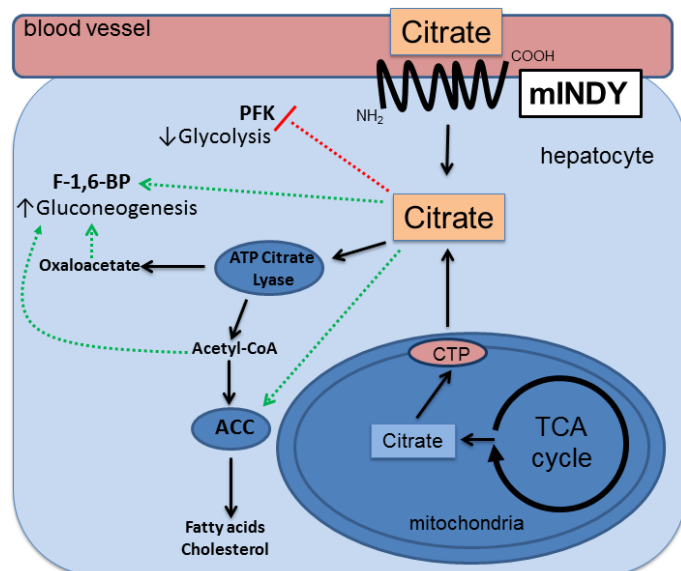 blood vessel
Citrate
COOH
NH2
mINDY
PFK
↓Glycolysis
hepatocyte
F-1,6-BP
↑Gluconeogenesis
Citrate
ATP Citrate
Lyase
Oxaloacetate
Acetyl-CoA
CTP
ACC
Citrate
TCA
cycle
mitochondria
Fatty acids
Cholesterol